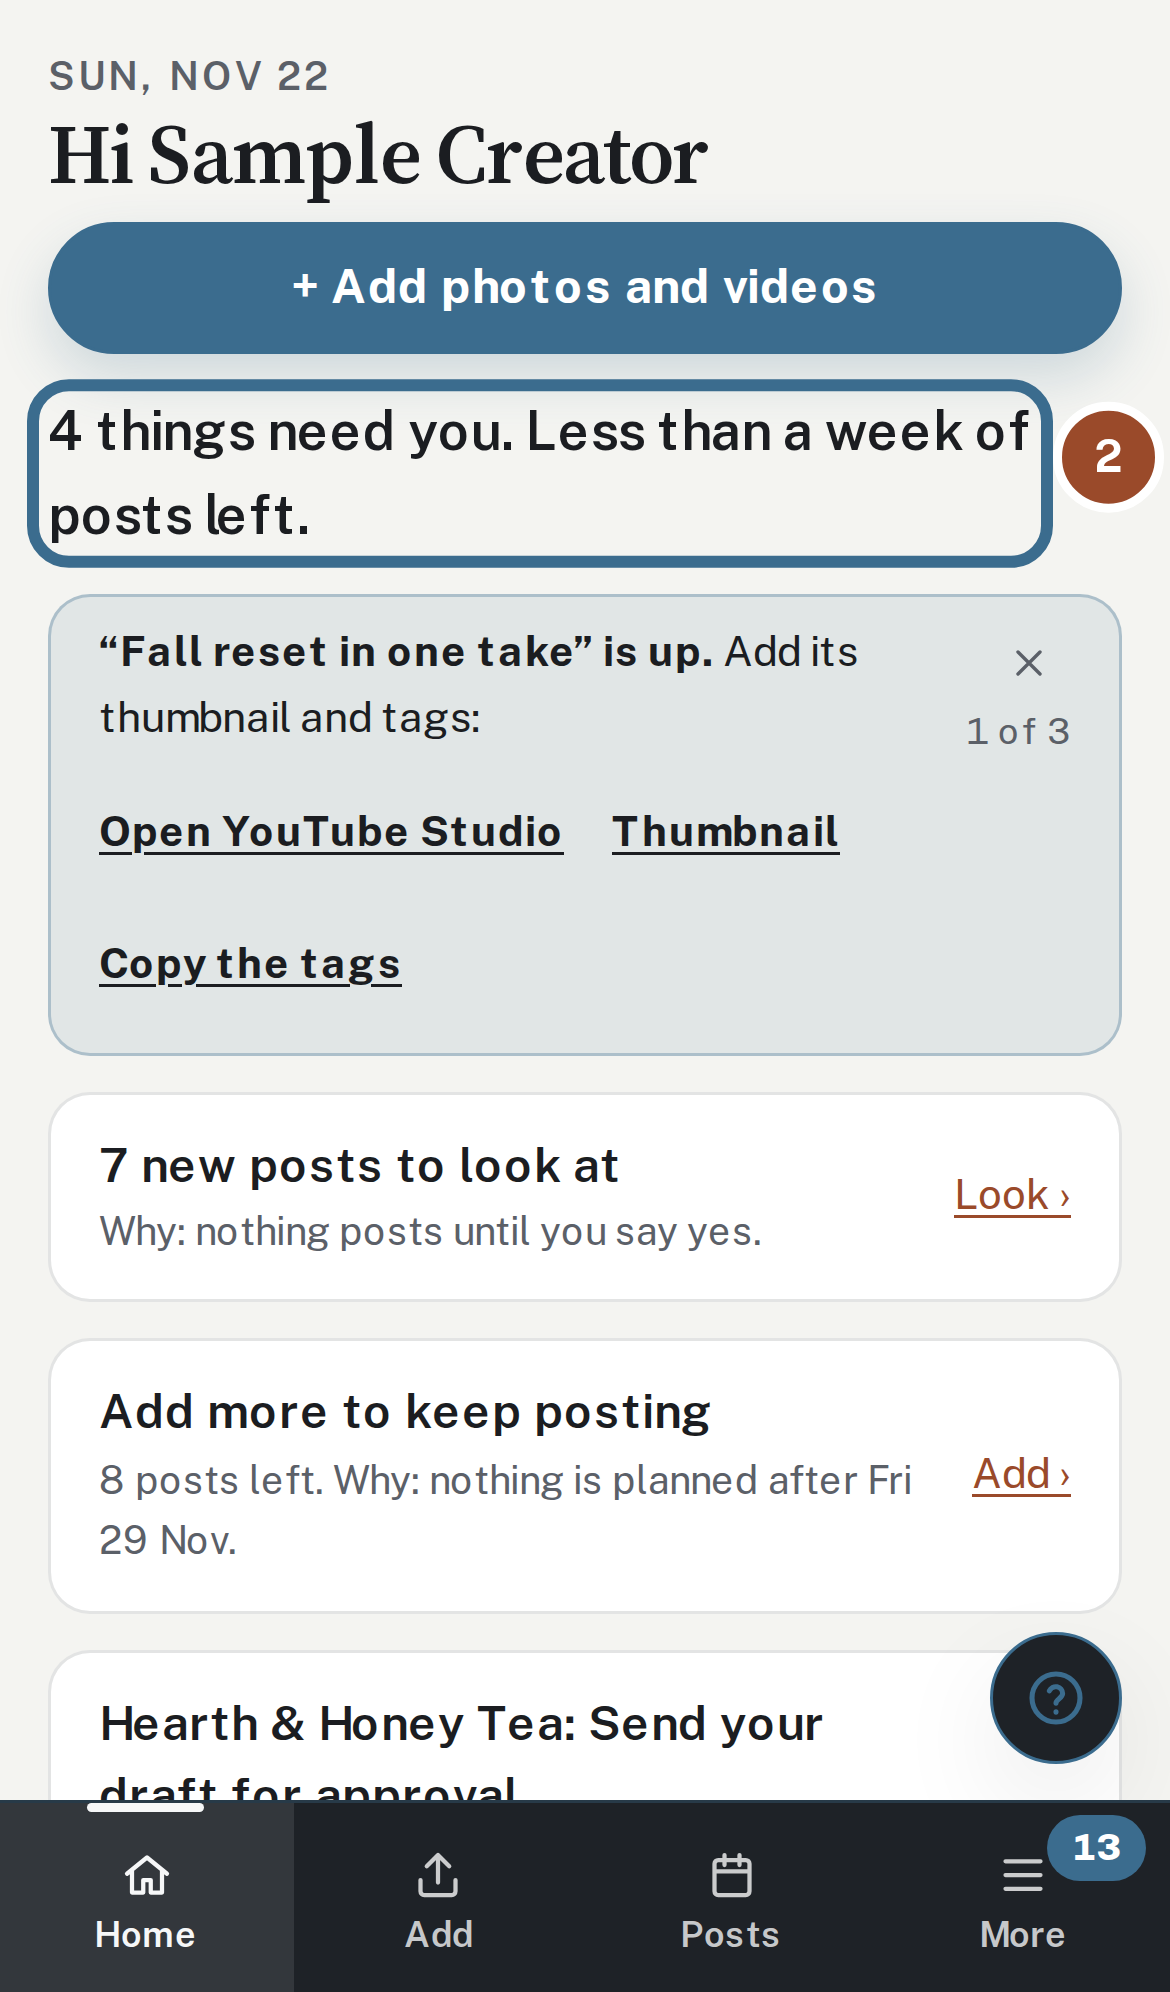 SUN, NOV 22
Hi Sample Creator
+ Add photos and videos
4 things need you. Less than a week of
posts left.
2
“Fall reset in one take” is up. Add its
thumbnail and tags:
1 of 3
Open YouTube Studio Thumbnail
Copy the tags
7 new posts to look at
Why: nothing posts until you say yes.
Look ›
Add more to keep posting
8 posts left. Why: nothing is planned after Fri
29 Nov.
Add ›
Hearth & Honey Tea: Send your
draft for approval
Home
Add
Posts
More
13